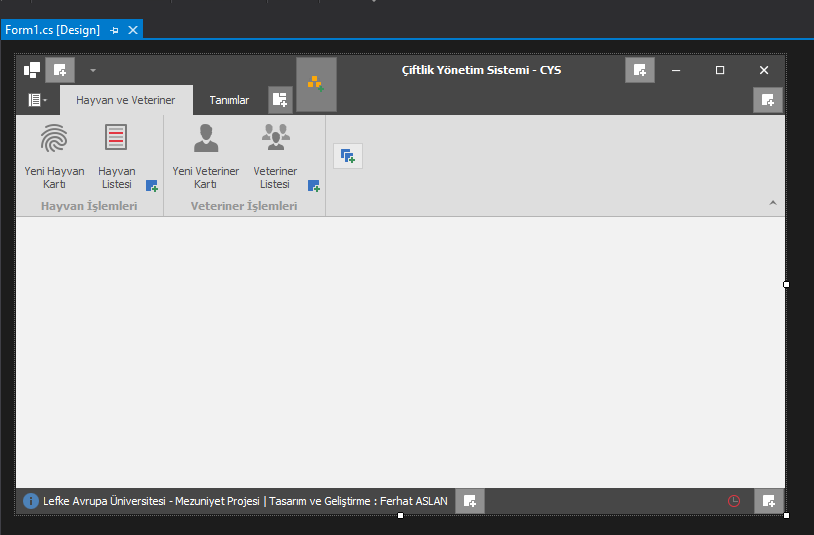 Form1.cs [Design]
Çiftlik Yönetim Sistemi - CYS
Hayvan ve Veteriner
Tanımlar
Yeni Hayvan
Kartı
Hayvan
Listesi
Yeni Veteriner
Kartı
Veteriner
Listesi
Hayvan İşlemleri
Veteriner İşlemleri
Lefke Avrupa Üniversitesi - Mezuniyet Projesi | Tasarım ve Geliştirme : Ferhat ASLAN